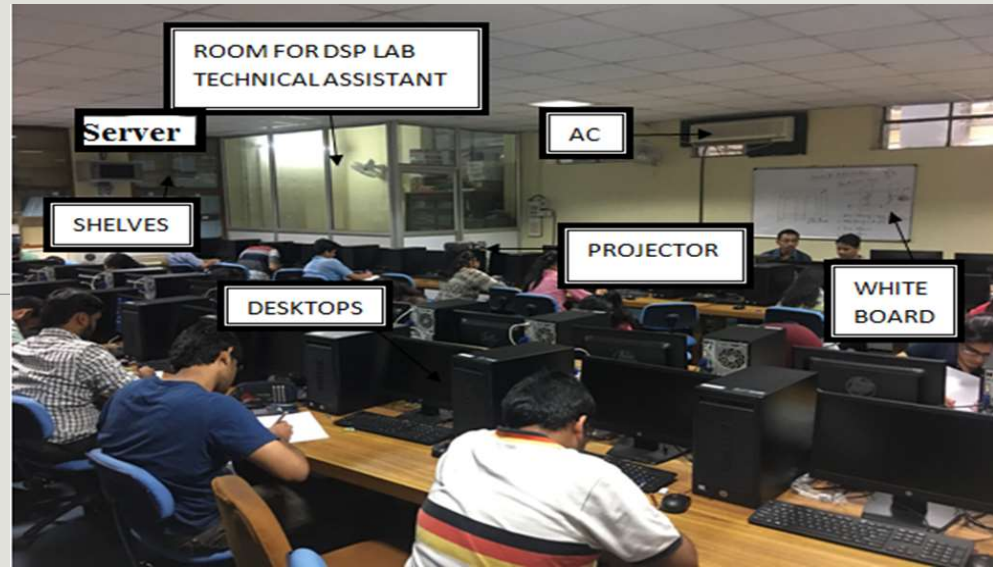 ROOM FOR DSP LAB
TECHNICAL ASSISTANT
Server
AC
SHELVES
PROJECTOR
DESKTOPS
WHITE
BOARD